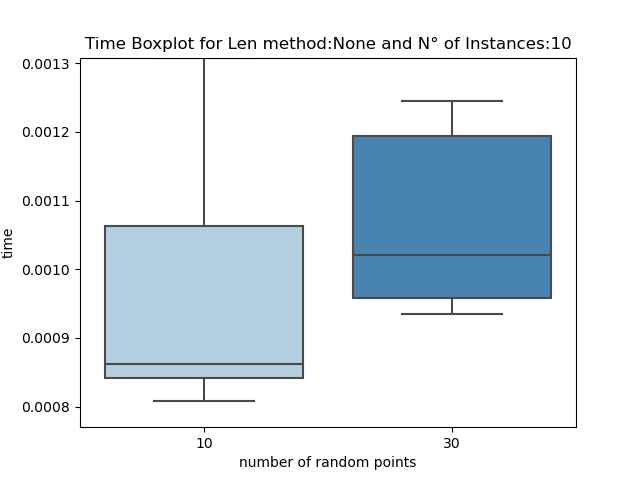 Time Boxplot for Len method:None and N° of Instances:10
0.0013
0.0012
0.0011
0.0010
0.0009
0.0008
time
10
30
number of random points